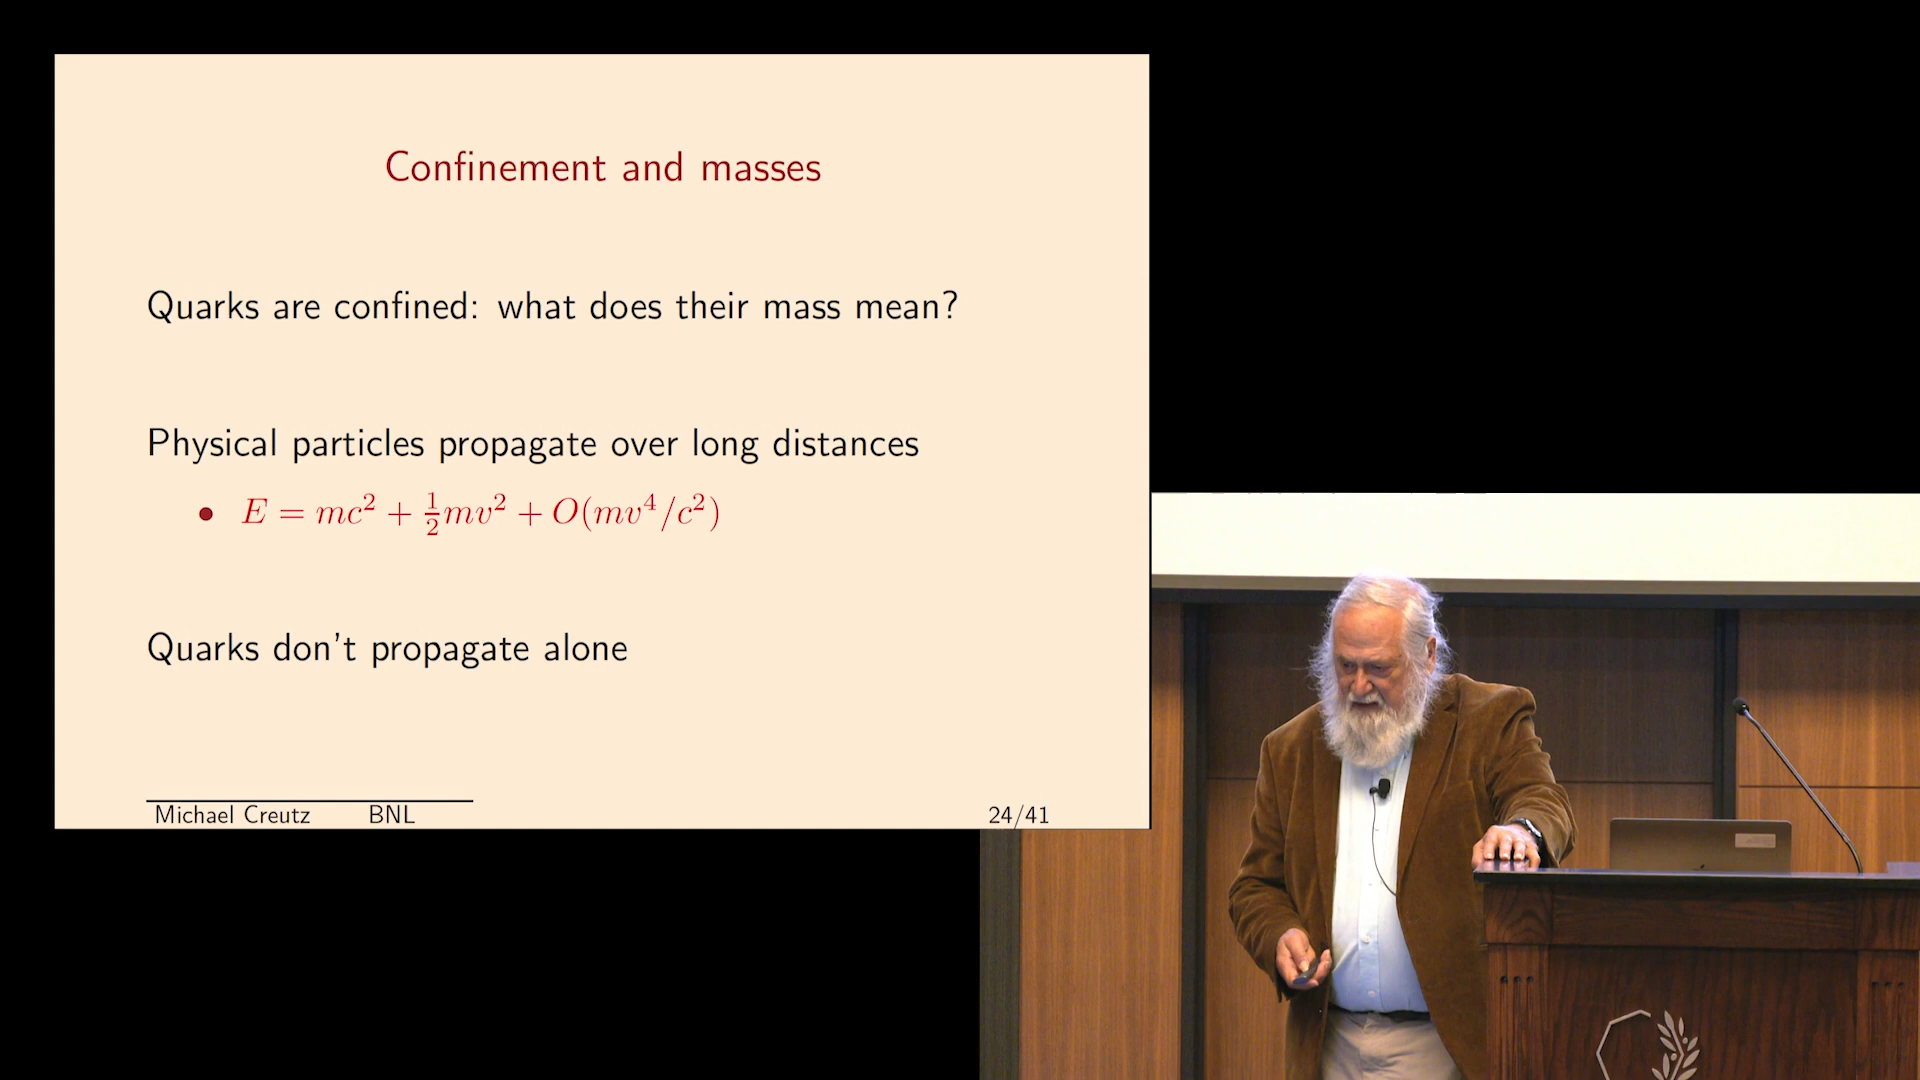 Confinement and masses
Quarks are confined: what does their mass mean?
Physical particles propagate over long distances
• E = mc² + ½mv² + O(mv⁴/c²)
Quarks don't propagate alone
Michael Creutz BNL 24/41